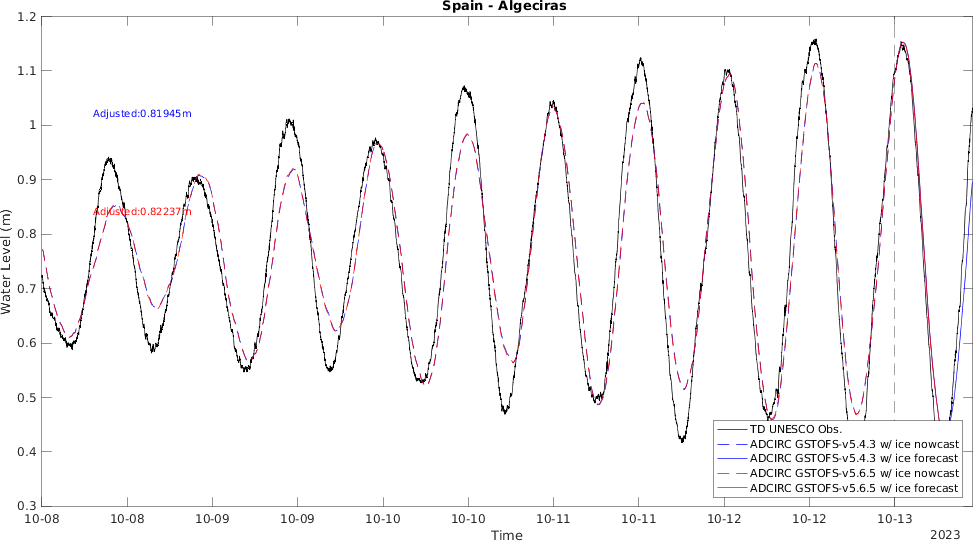 Spain - Algeciras
1.2
1.1
1
0.9
0.8
0.7
0.6
0.5
0.4
0.3
Water Level (m)
Adjusted:0.81945m
Adjusted:0.82237m
TD UNESCO Obs.
ADCIRC GSTOFS-v5.4.3 w/ ice nowcast
ADCIRC GSTOFS-v5.4.3 w/ ice forecast
ADCIRC GSTOFS-v5.6.5 w/ ice nowcast
ADCIRC GSTOFS-v5.6.5 w/ ice forecast
10-08 10-08 10-09 10-09 10-10 10-10 10-11 10-11 10-12 10-12 10-13
Time
2023